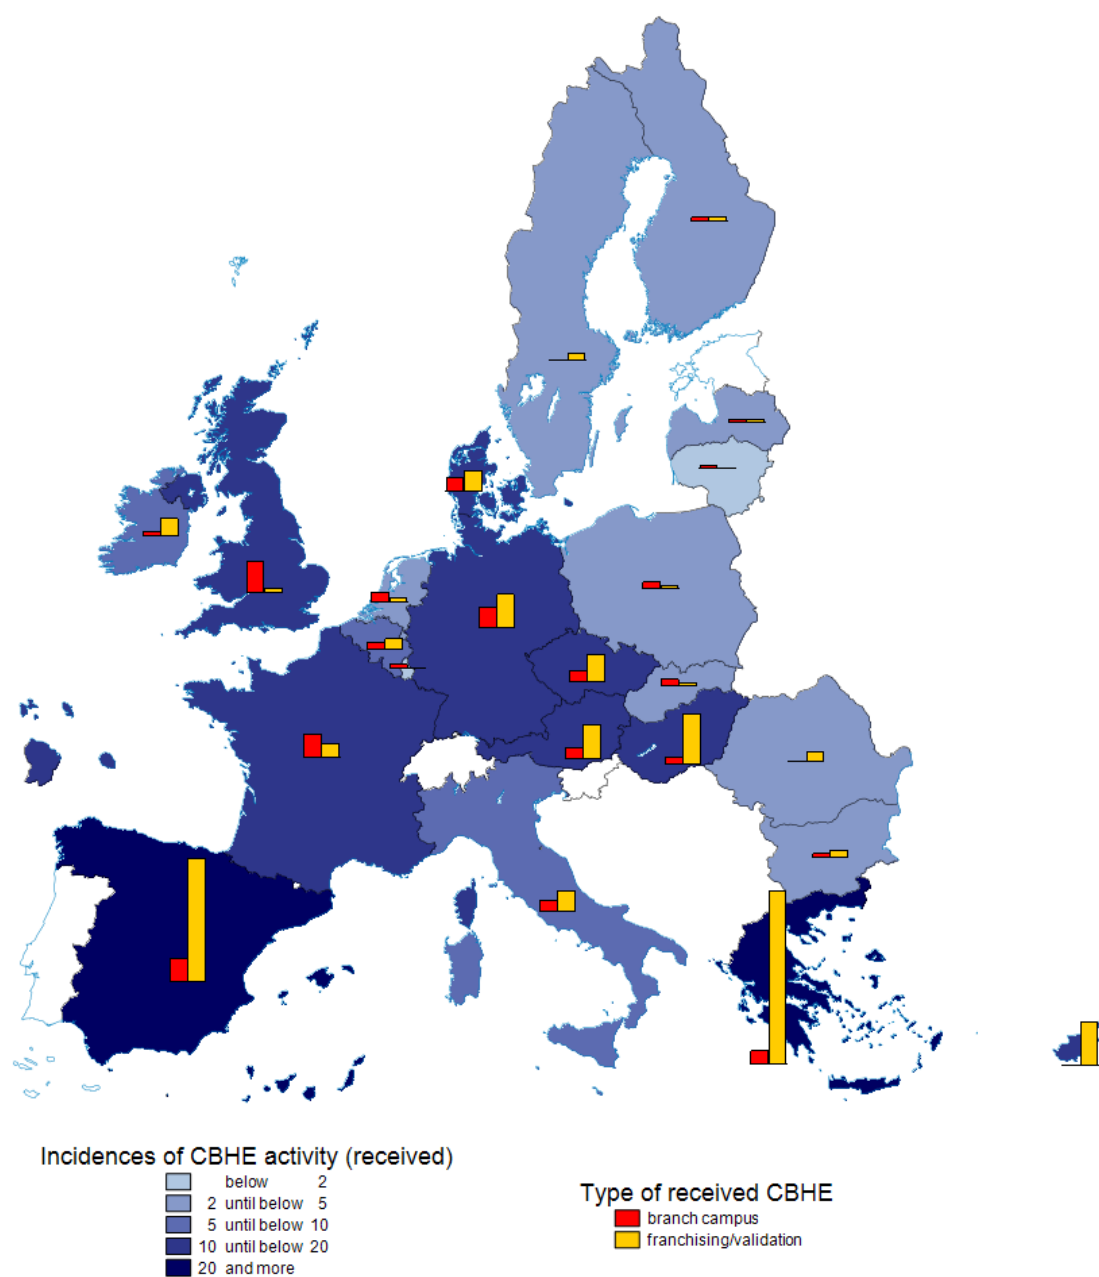 Incidences of CBHE activity (received)
below 2
2 until below 5
5 until below 10
10 until below 20
20 and more
Type of received CBHE
branch campus
franchising/validation